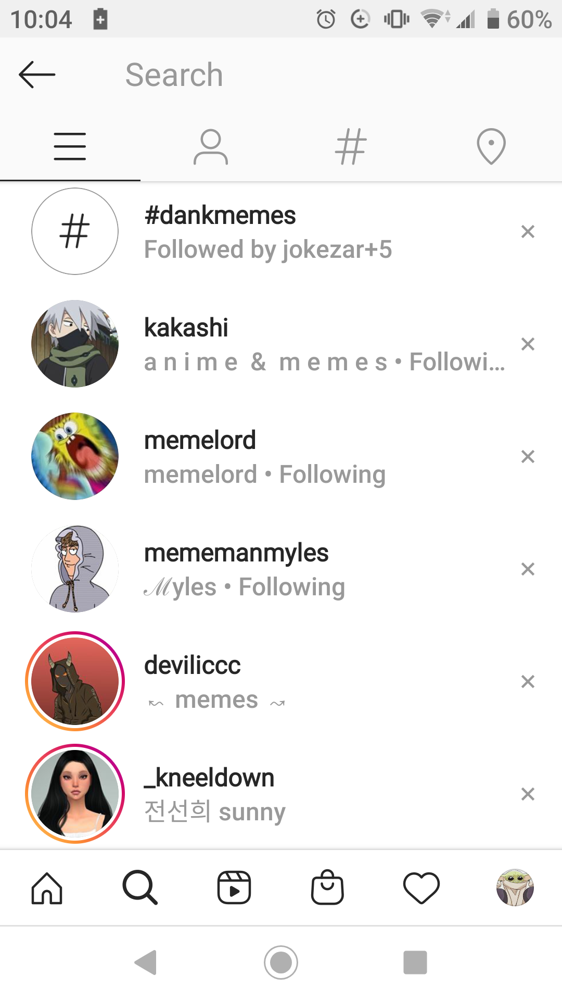 10:04
60%
Search
#dankmemes
Followed by jokezar+5
kakashi
a n i m e & m e m e s • Followi...
memelord
memelord • Following
mememanmyles
ℳyles • Following
deviliccc
↜ memes ↝
_kneeldown
전선희 sunny